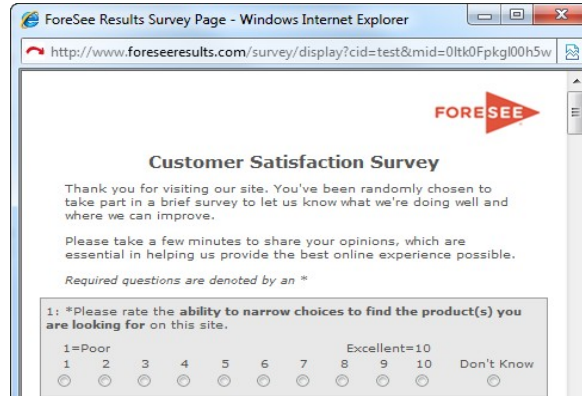 ForeSee Results Survey Page - Windows Internet Explorer
http://www.foreseeresults.com/survey/display?cid=test&mid=0ltk0Fpkgl00h5w
FORESEE
Customer Satisfaction Survey
Thank you for visiting our site. You've been randomly chosen to
take part in a brief survey to let us know what we're doing well and
where we can improve.
Please take a few minutes to share your opinions, which are
essential in helping us provide the best online experience possible.
Required questions are denoted by an *
1: *Please rate the ability to narrow choices to find the product(s) you
are looking for on this site.
1=Poor Excellent=10
1 2 3 4 5 6 7 8 9 10 Don't Know